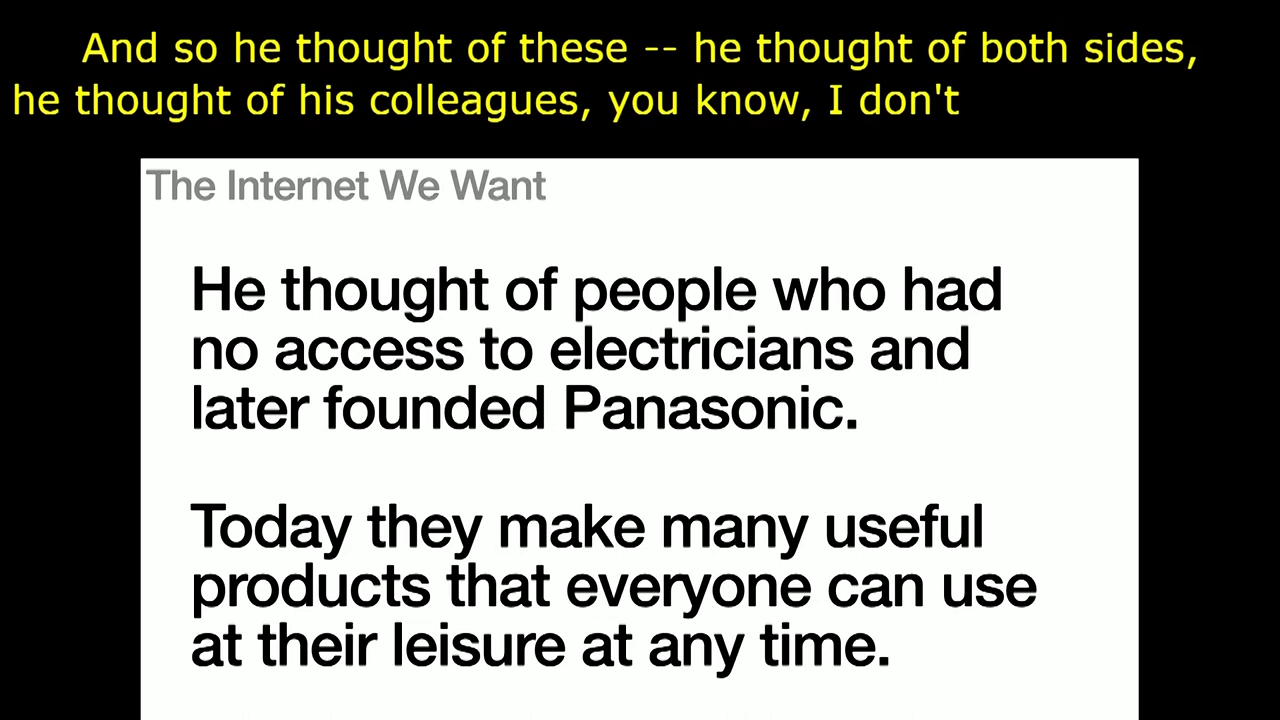 And so he thought of these -- he thought of both sides,
he thought of his colleagues, you know, I don't
The Internet We Want
He thought of people who had
no access to electricians and
later founded Panasonic.
Today they make many useful
products that everyone can use
at their leisure at any time.